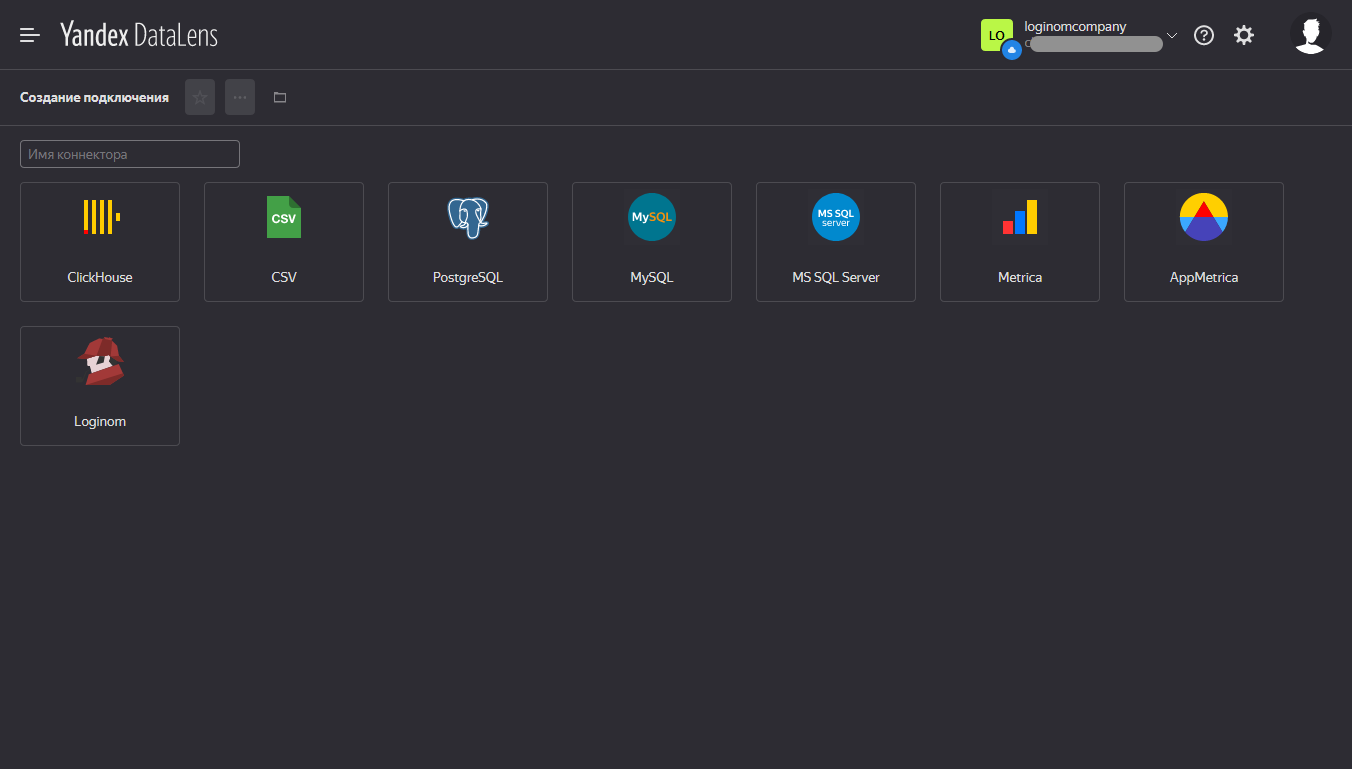 Yandex DataLens
LO
loginomcompany
Создание подключения
Имя коннектора
CSV
MySQL
MS SQL
server
ClickHouse
CSV
PostgreSQL
MySQL
MS SQL Server
Metrica
AppMetrica
Loginom